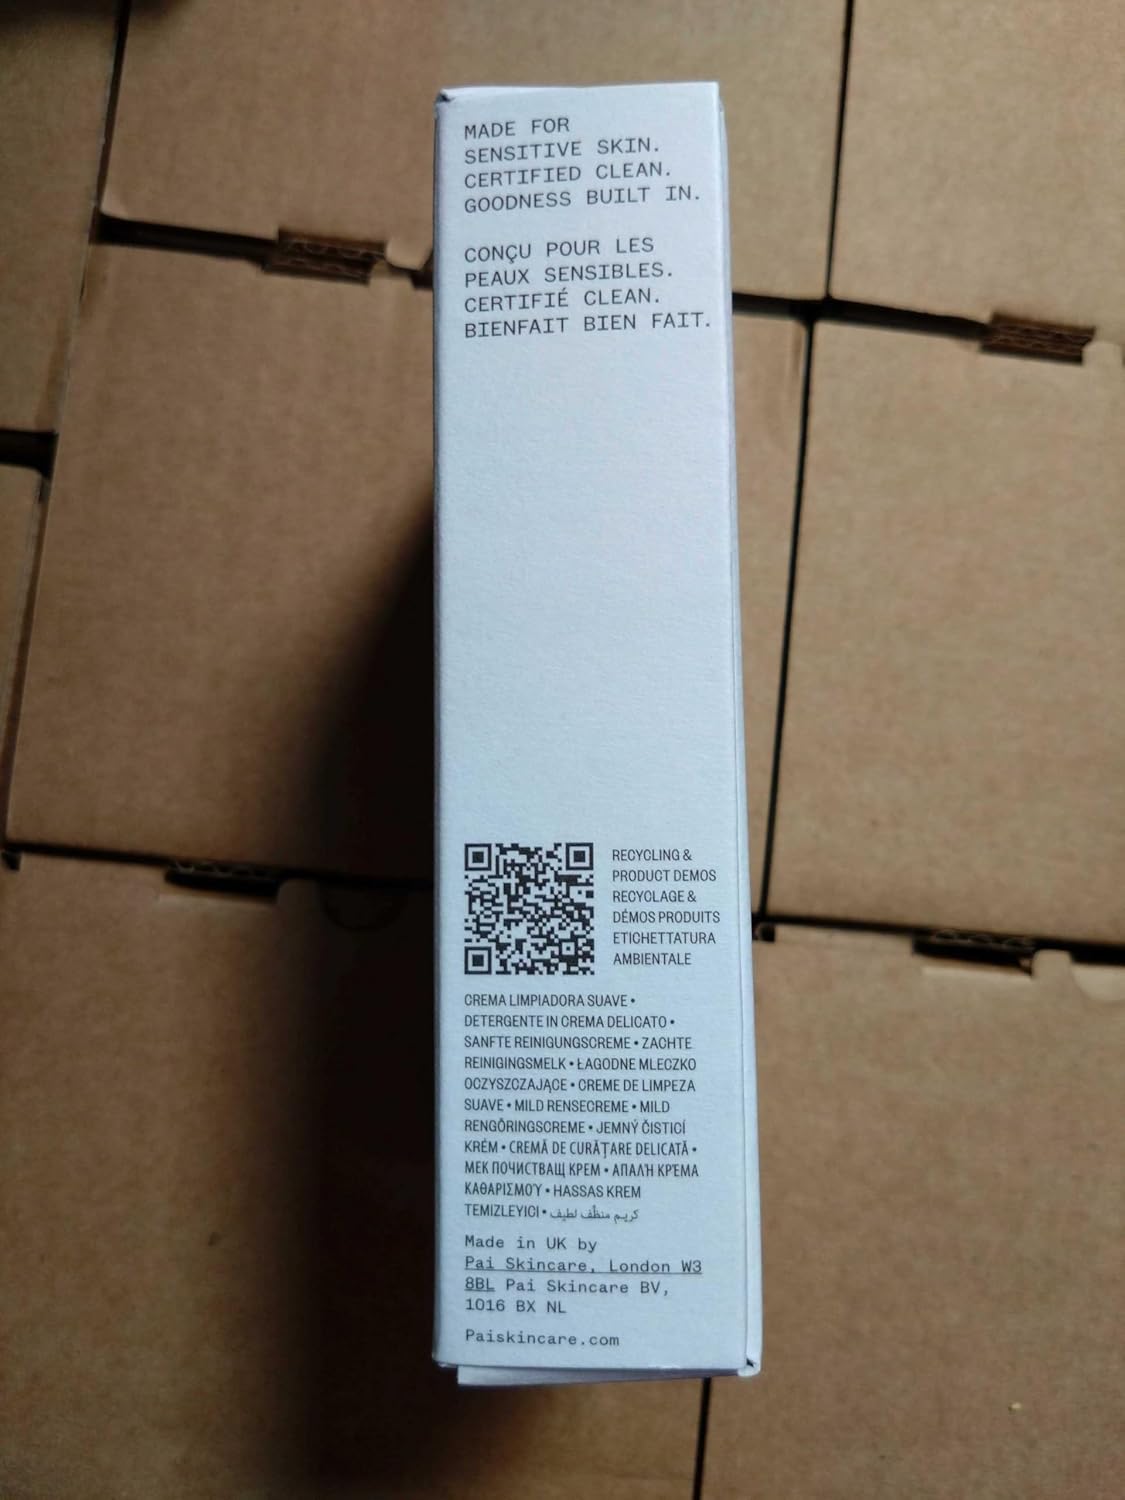 MADE FOR
SENSITIVE SKIN.
CERTIFIED CLEAN.
GOODNESS BUILT IN.
CONÇU POUR LES
PEAUX SENSIBLES.
CERTIFIÉ CLEAN.
BIENFAIT BIEN FAIT.
RECYCLING &
PRODUCT DEMOS
RECYCLAGE &
DÉMOS PRODUITS
ETICHETTATURA
AMBIENTALE
CREMA LIMPIADORA SUAVE •
DETERGENTE IN CREMA DELICATO •
SANFTE REINIGUNGSCREME • ZACHTE
REINIGINGSMELK • ŁAGODNE MLECZKO
OCZYSZCZAJĄCE • CREME DE LIMPEZA
SUAVE • MILD RENSECREME • MILD
RENGÖRINGSCREME • JEMNÝ ČISTICÍ
KRÉM • CREMĂ DE CURĂȚARE DELICATĂ •
МЕК ПОЧИСТВАЩ КРЕМ • ΑΠΑΛΉ ΚΡΈΜΑ
ΚΑΘΑΡΙΣΜΟΎ • HASSAS KREM
TEMIZLEYICI • كريم منظّف لطيف
Made in UK by
Pai Skincare, London W3
8BL Pai Skincare BV,
1016 BX NL
Paiskincare.com